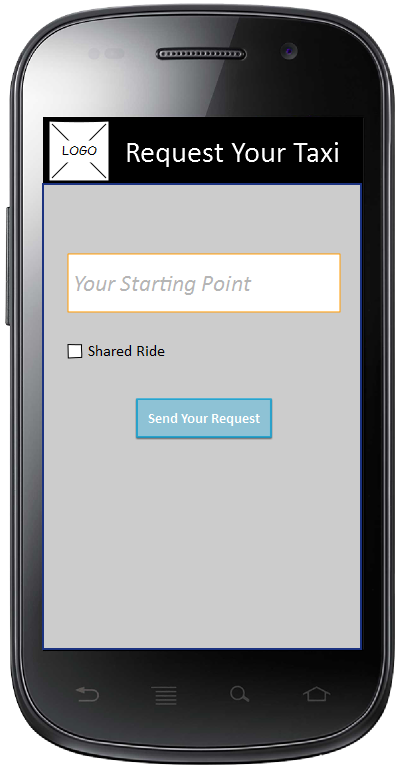 LOGO
Request Your Taxi
Your Starting Point
Shared Ride
Send Your Request